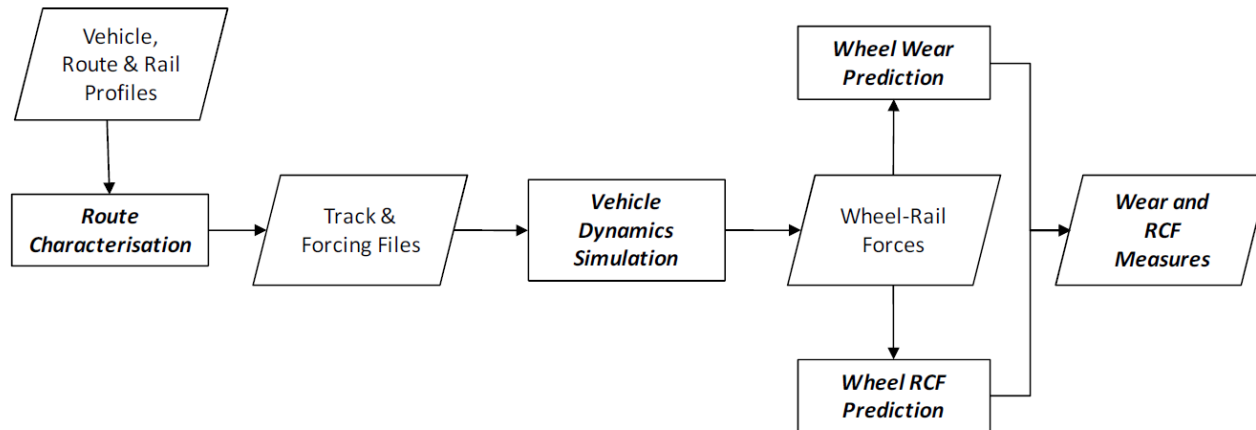 Vehicle,
Route & Rail
Profiles
Route
Characterisation
Track &
Forcing Files
Vehicle
Dynamics
Simulation
Wheel-Rail
Forces
Wheel Wear
Prediction
Wheel RCF
Prediction
Wear and
RCF
Measures